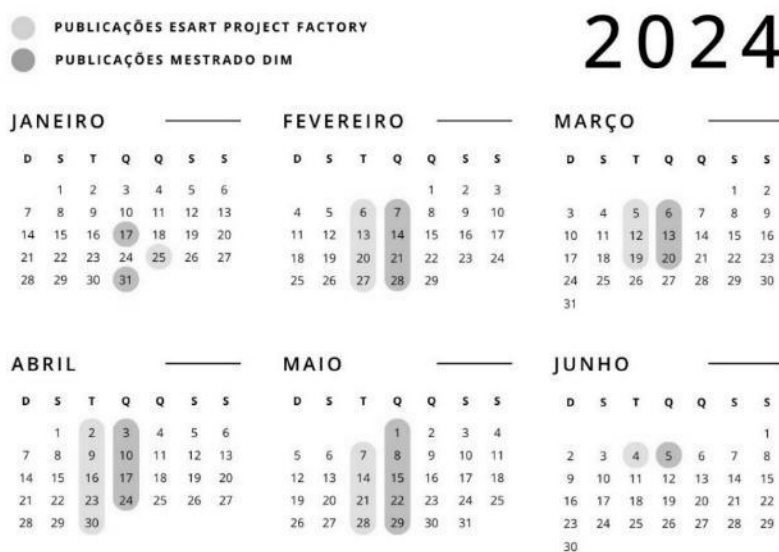 PUBLICAÇÕES ESART PROJECT FACTORY
PUBLICAÇÕES MESTRADO DIM
2024
JANEIRO
D S T Q Q S S
1 2 3 4 5 6
7 8 9 10 11 12 13
14 15 16 17 18 19 20
21 22 23 24 25 26 27
28 29 30 31
FEVEREIRO
D S T Q Q S S
1 2 3
4 5 6 7 8 9 10
11 12 13 14 15 16 17
18 19 20 21 22 23 24
25 26 27 28 29
MARÇO
D S T Q Q S S
1 2
3 4 5 6 7 8 9
10 11 12 13 14 15 16
17 18 19 20 21 22 23
24 25 26 27 28 29 30
31
ABRIL
D S T Q Q S S
1 2 3 4 5 6
7 8 9 10 11 12 13
14 15 16 17 18 19 20
21 22 23 24 25 26 27
28 29 30
MAIO
D S T Q Q S S
1 2 3 4
5 6 7 8 9 10 11
12 13 14 15 16 17 18
19 20 21 22 23 24 25
26 27 28 29 30 31
JUNHO
D S T Q Q S S
1
2 3 4 5 6 7 8
9 10 11 12 13 14 15
16 17 18 19 20 21 22
23 24 25 26 27 28 29
30